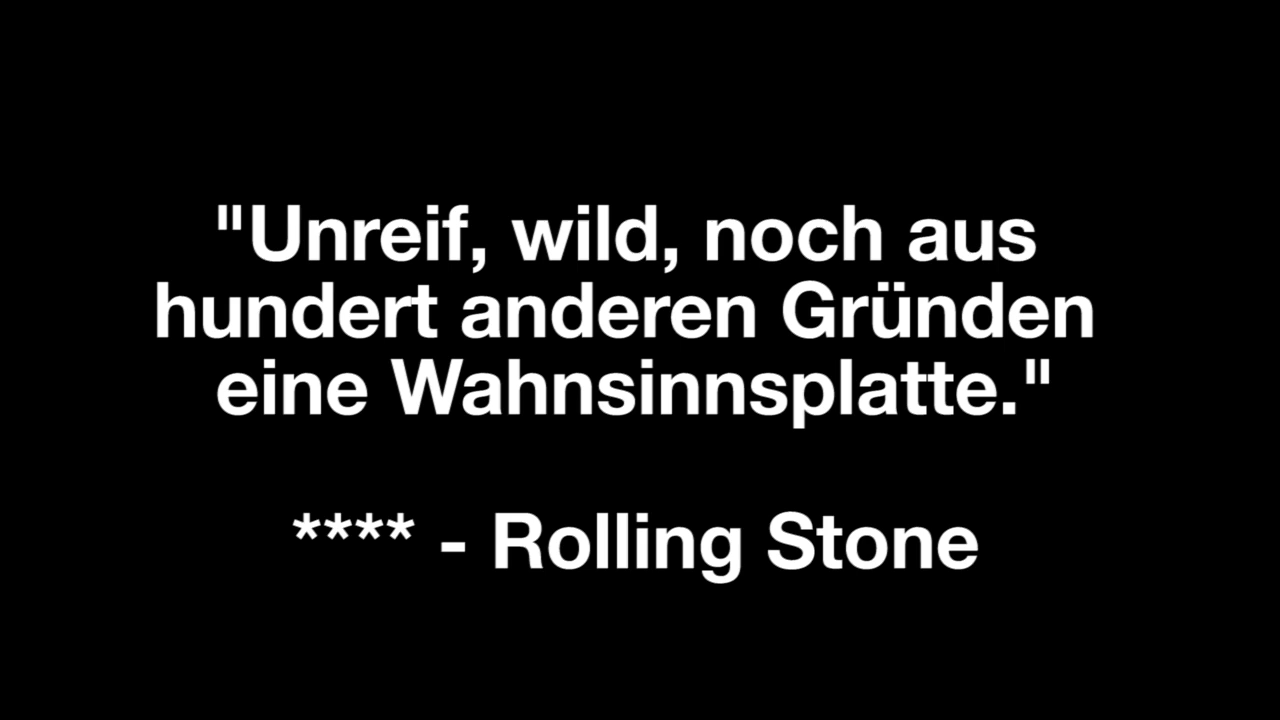 "Unreif, wild, noch aus
hundert anderen Gründen
eine Wahnsinnsplatte."
**** - Rolling Stone